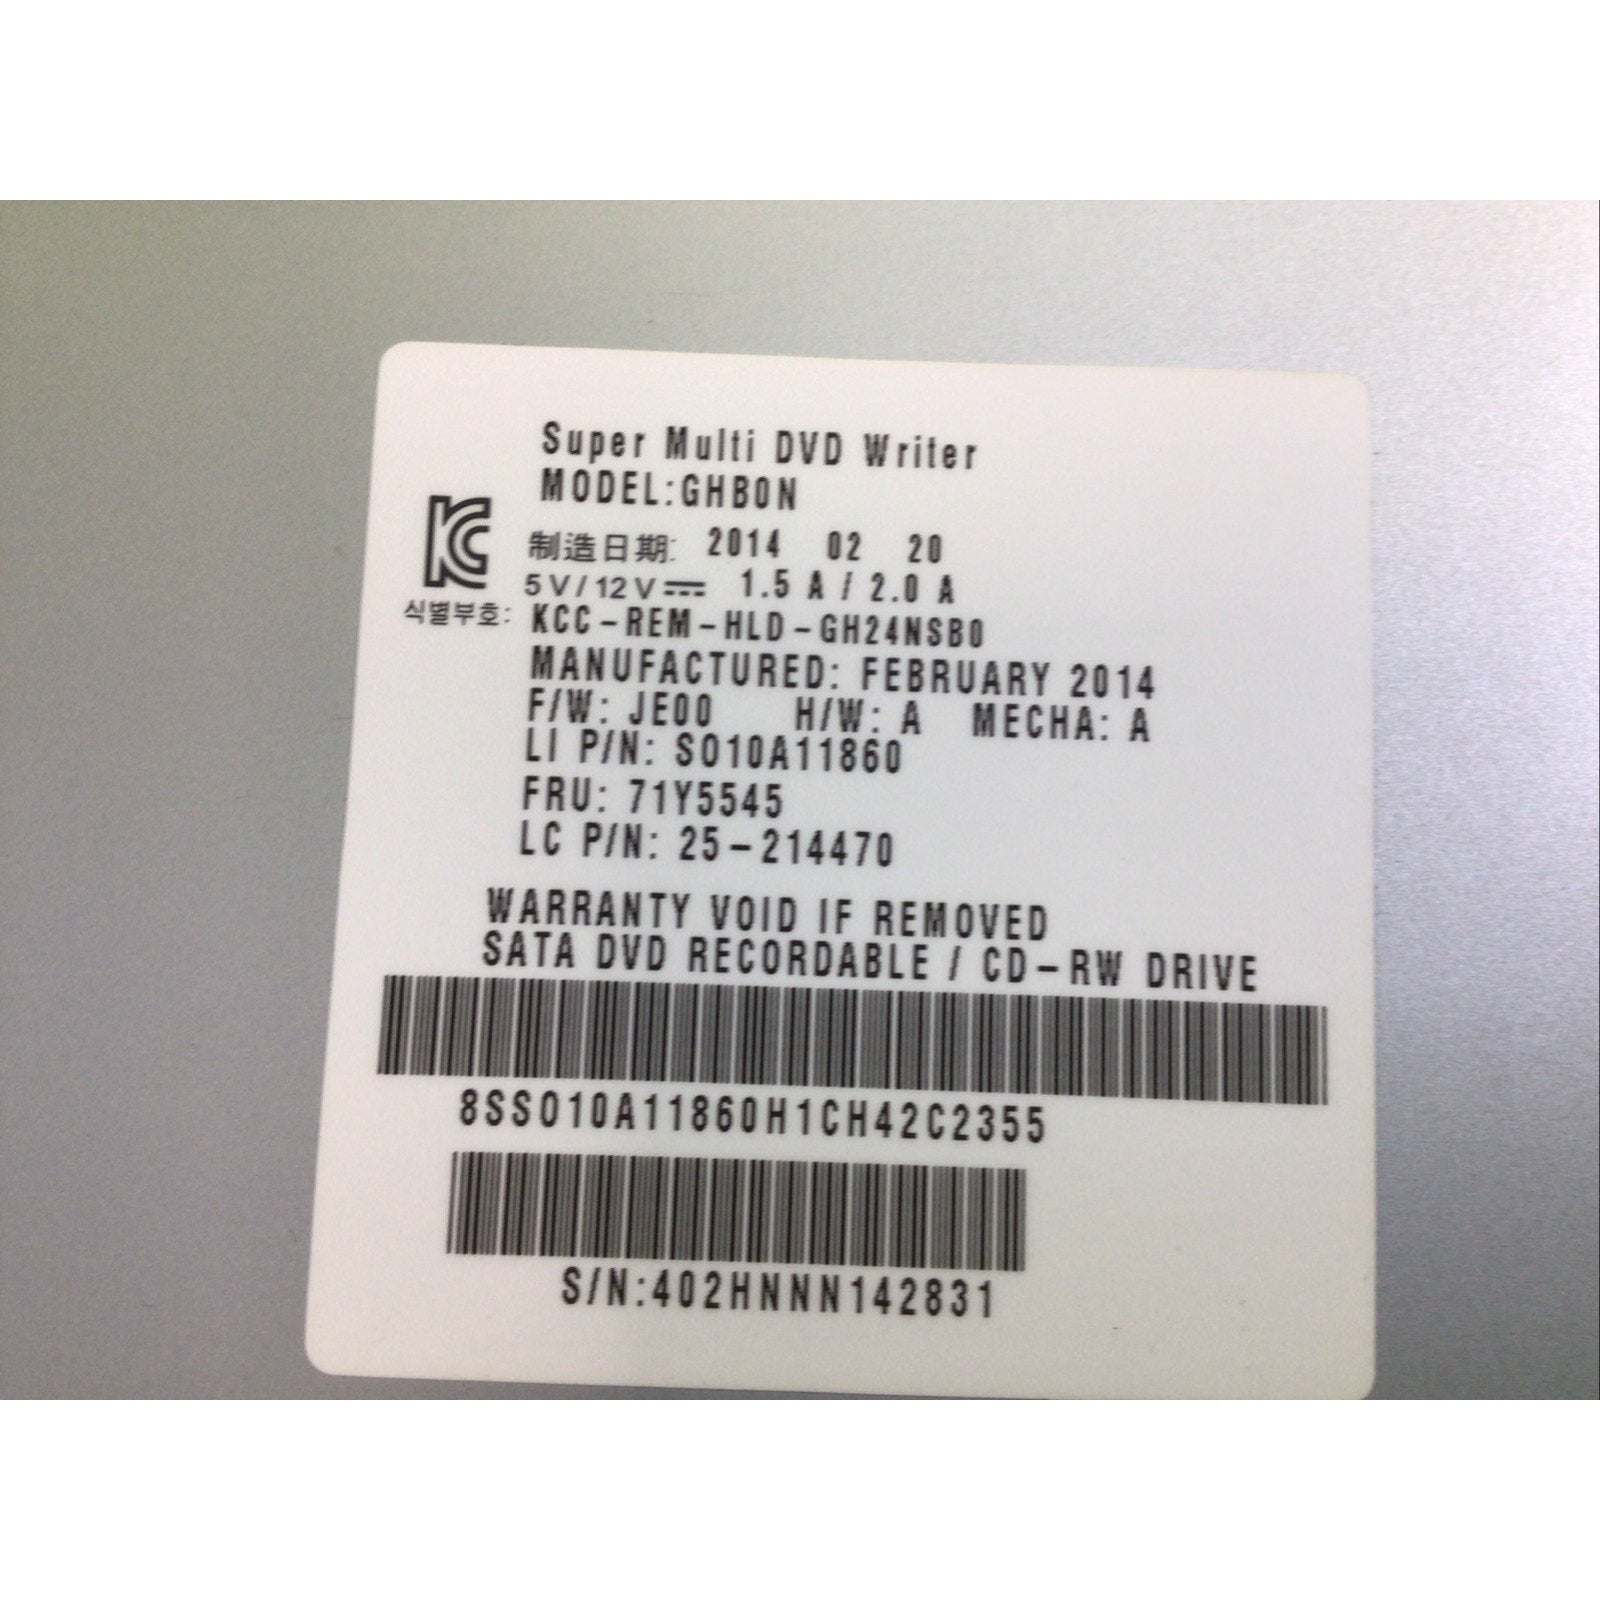 Super Multi DVD Writer
MODEL:GHB0N
制造日期: 2014 02 20
5V/12V⎓ 1.5 A / 2.0 A
식별부호: KCC-REM-HLD-GH24NSB0
MANUFACTURED: FEBRUARY 2014
F/W: JE00 H/W: A MECHA: A
LI P/N: SO10A11860
FRU: 71Y5545
LC P/N: 25-214470
WARRANTY VOID IF REMOVED
SATA DVD RECORDABLE / CD-RW DRIVE
8SSO10A11860H1CH42C2355
S/N:402HNNN142831